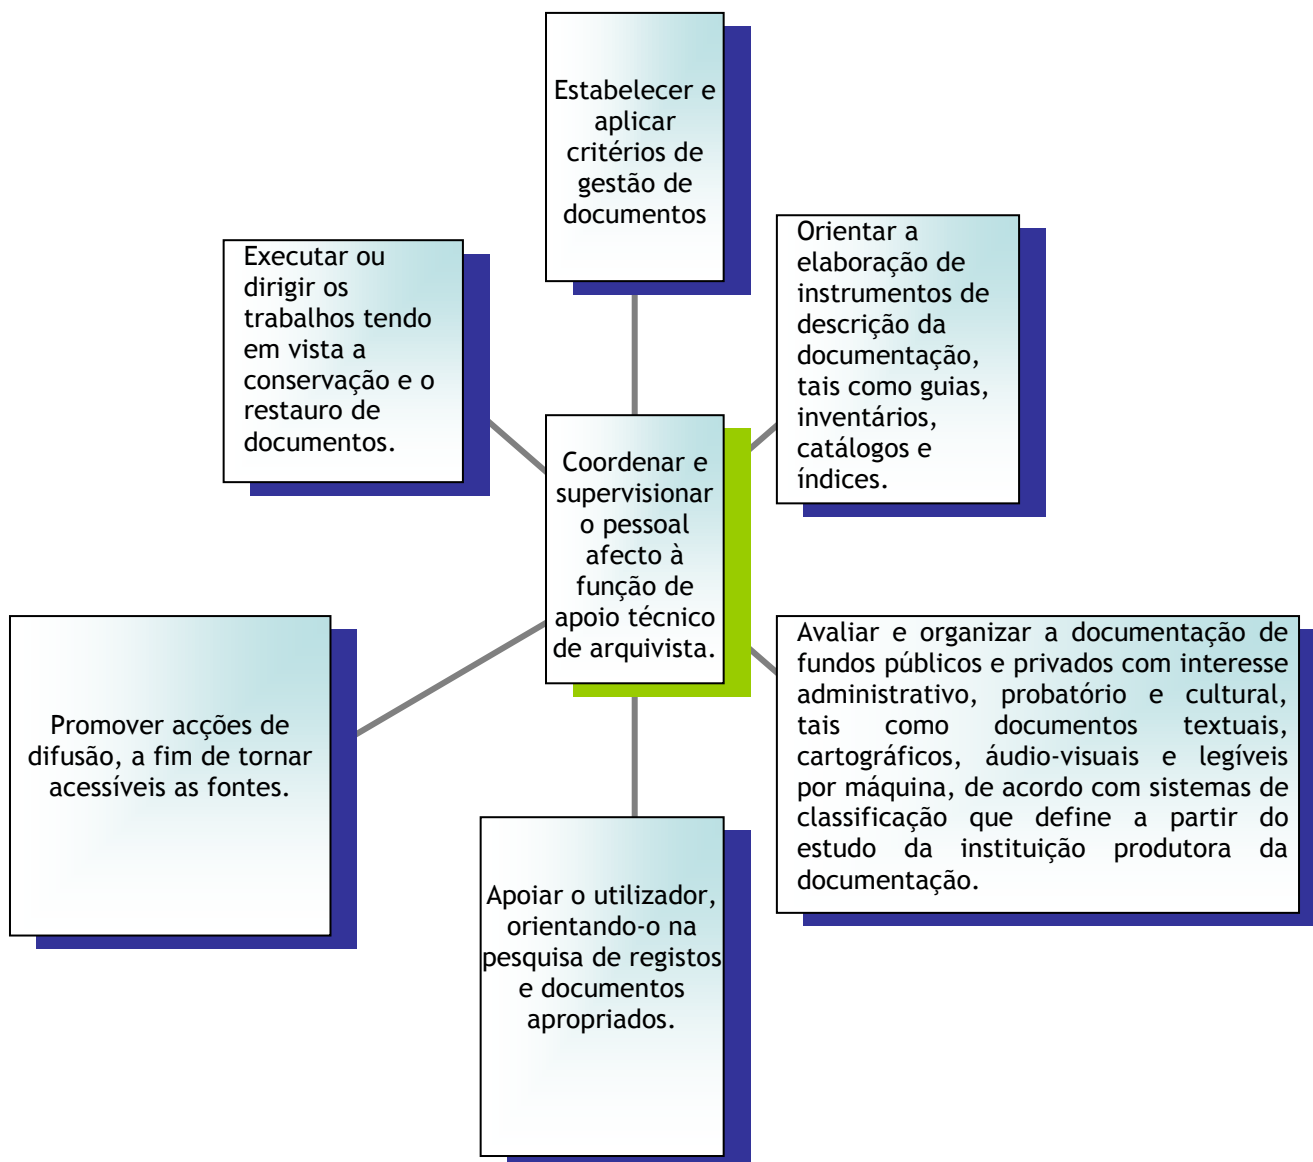 Estabelecer e
aplicar
critérios de
gestão de
documentos
Executar ou
dirigir os
trabalhos tendo
em vista a
conservação e o
restauro de
documentos.
Orientar a
elaboração de
instrumentos de
descrição da
documentação,
tais como guias,
inventários,
catálogos e
índices.
Coordenar e
supervisionar
o pessoal
afecto à
função de
apoio técnico
de arquivista.
Promover acções de
difusão, a fim de tornar
acessíveis as fontes.
Avaliar e organizar a documentação de
fundos públicos e privados com interesse
administrativo, probatório e cultural,
tais como documentos textuais,
cartográficos, áudio-visuais e legíveis
por máquina, de acordo com sistemas de
classificação que define a partir do
estudo da instituição produtora da
documentação.
Apoiar o utilizador,
orientando-o na
pesquisa de registos
e documentos
apropriados.